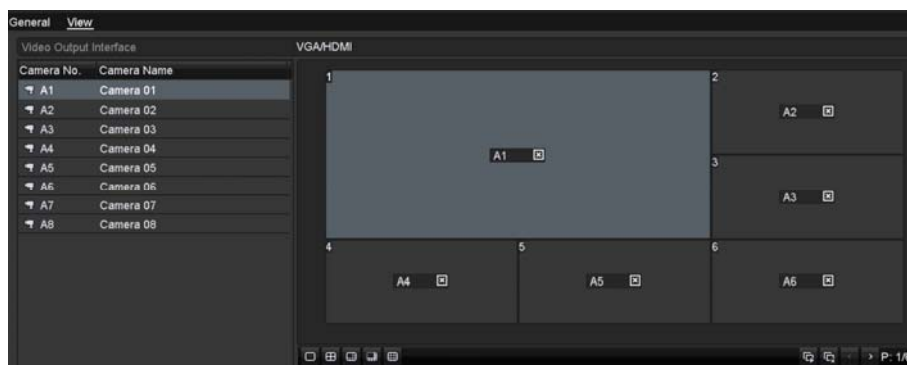 General View
Video Output Interface VGA/HDMI
Camera No. Camera Name
A1 Camera 01
A2 Camera 02
A3 Camera 03
A4 Camera 04
A5 Camera 05
A6 Camera 06
A7 Camera 07
A8 Camera 08
1
A1
2
A2
3
A3
4
A4
5
A5
6
A6
P: 1/